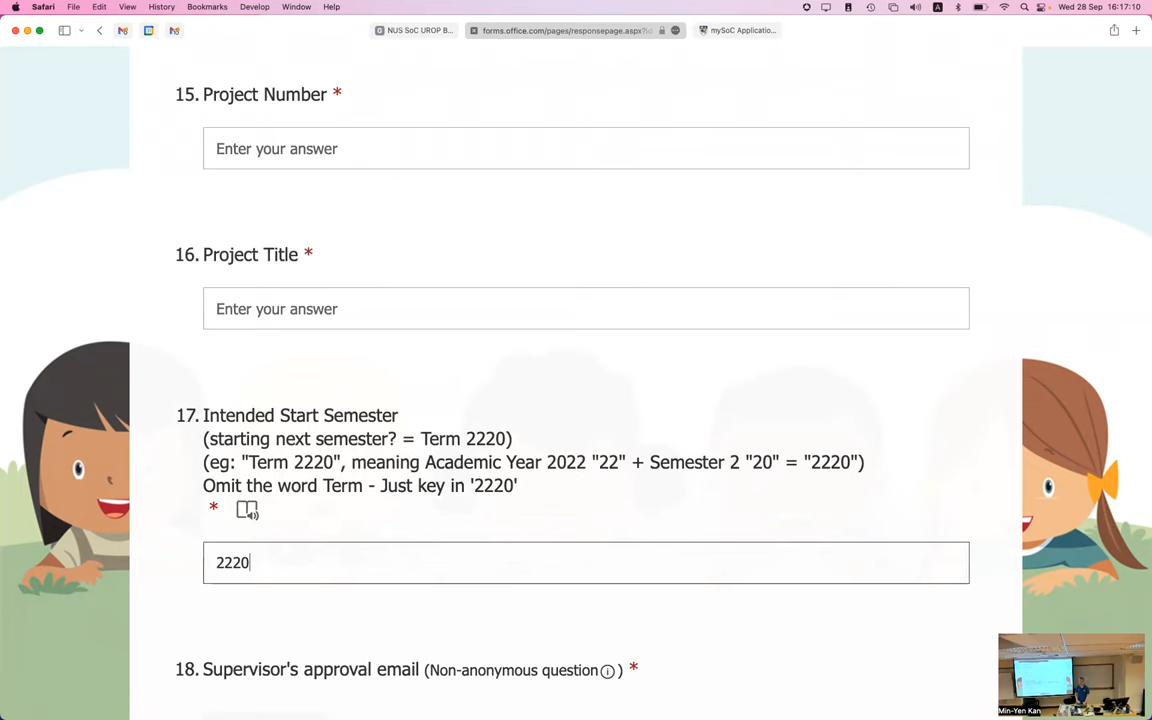 Safari File Edit View History Bookmarks Develop Window Help
A
Wed 28 Sep 16:17:10
NUS SoC UROP B...
forms.office.com/pages/responsepage.aspx?id
mySoC Applicatio...
15. Project Number *
Enter your answer
16. Project Title *
Enter your answer
17. Intended Start Semester
(starting next semester? = Term 2220)
(eg: "Term 2220", meaning Academic Year 2022 "22" + Semester 2 "20" = "2220")
Omit the word Term - Just key in '2220'
*
2220
18. Supervisor's approval email (Non-anonymous question ⓘ) *
Min-Yen Kan